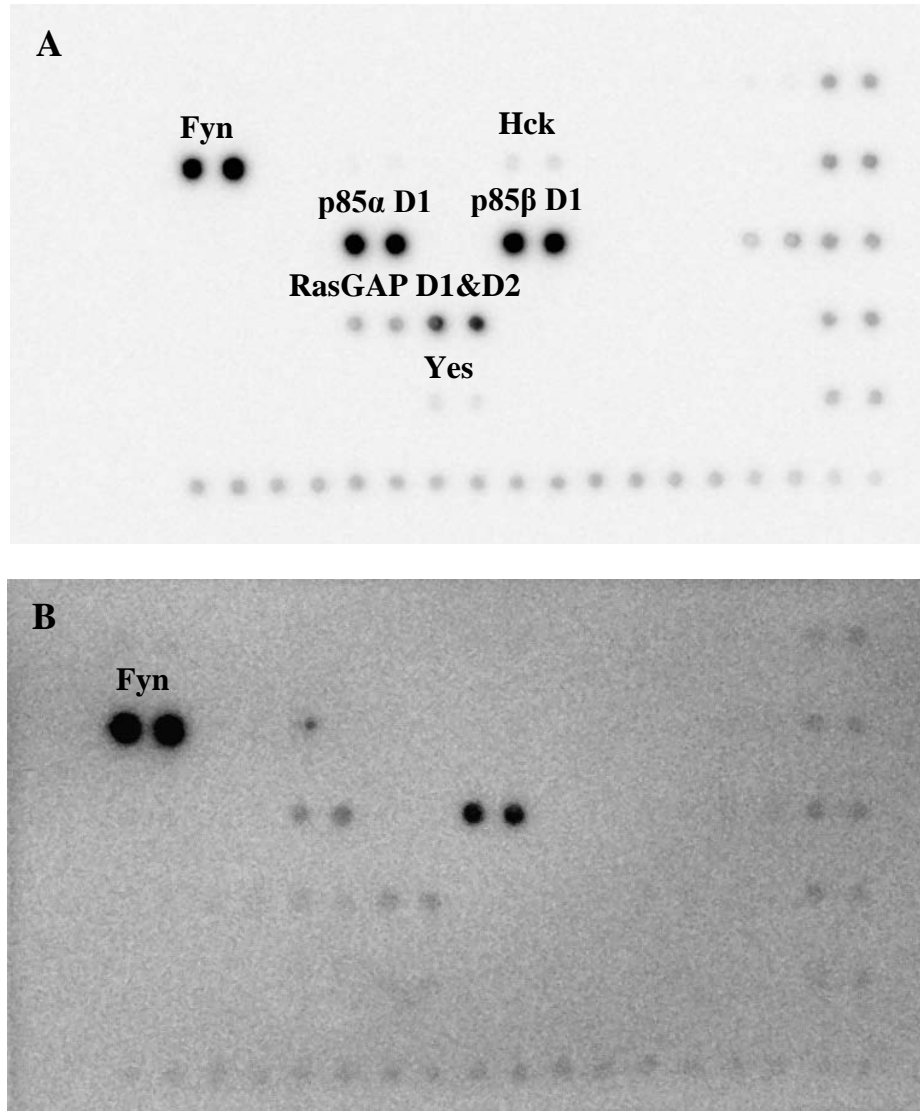 A
Fyn
Hck
p85α D1
p85β D1
RasGAP D1&D2
Yes
B
Fyn